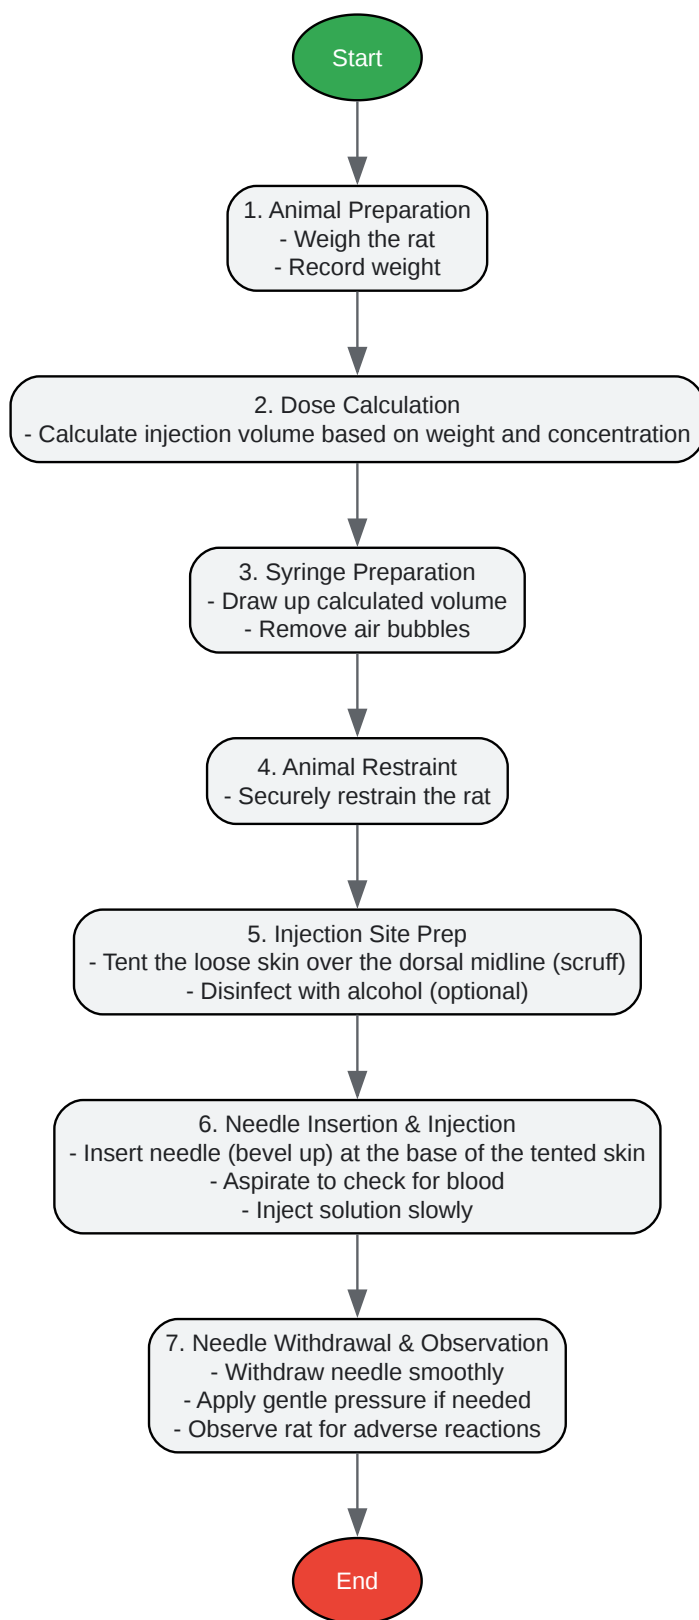 Start
1. Animal Preparation
- Weigh the rat
- Record weight
2. Dose Calculation
- Calculate injection volume based on weight and concentration
3. Syringe Preparation
- Draw up calculated volume
- Remove air bubbles
4. Animal Restraint
- Securely restrain the rat
5. Injection Site Prep
- Tent the loose skin over the dorsal midline (scruff)
- Disinfect with alcohol (optional)
6. Needle Insertion & Injection
- Insert needle (bevel up) at the base of the tented skin
- Aspirate to check for blood
- Inject solution slowly
7. Needle Withdrawal & Observation
- Withdraw needle smoothly
- Apply gentle pressure if needed
- Observe rat for adverse reactions
End